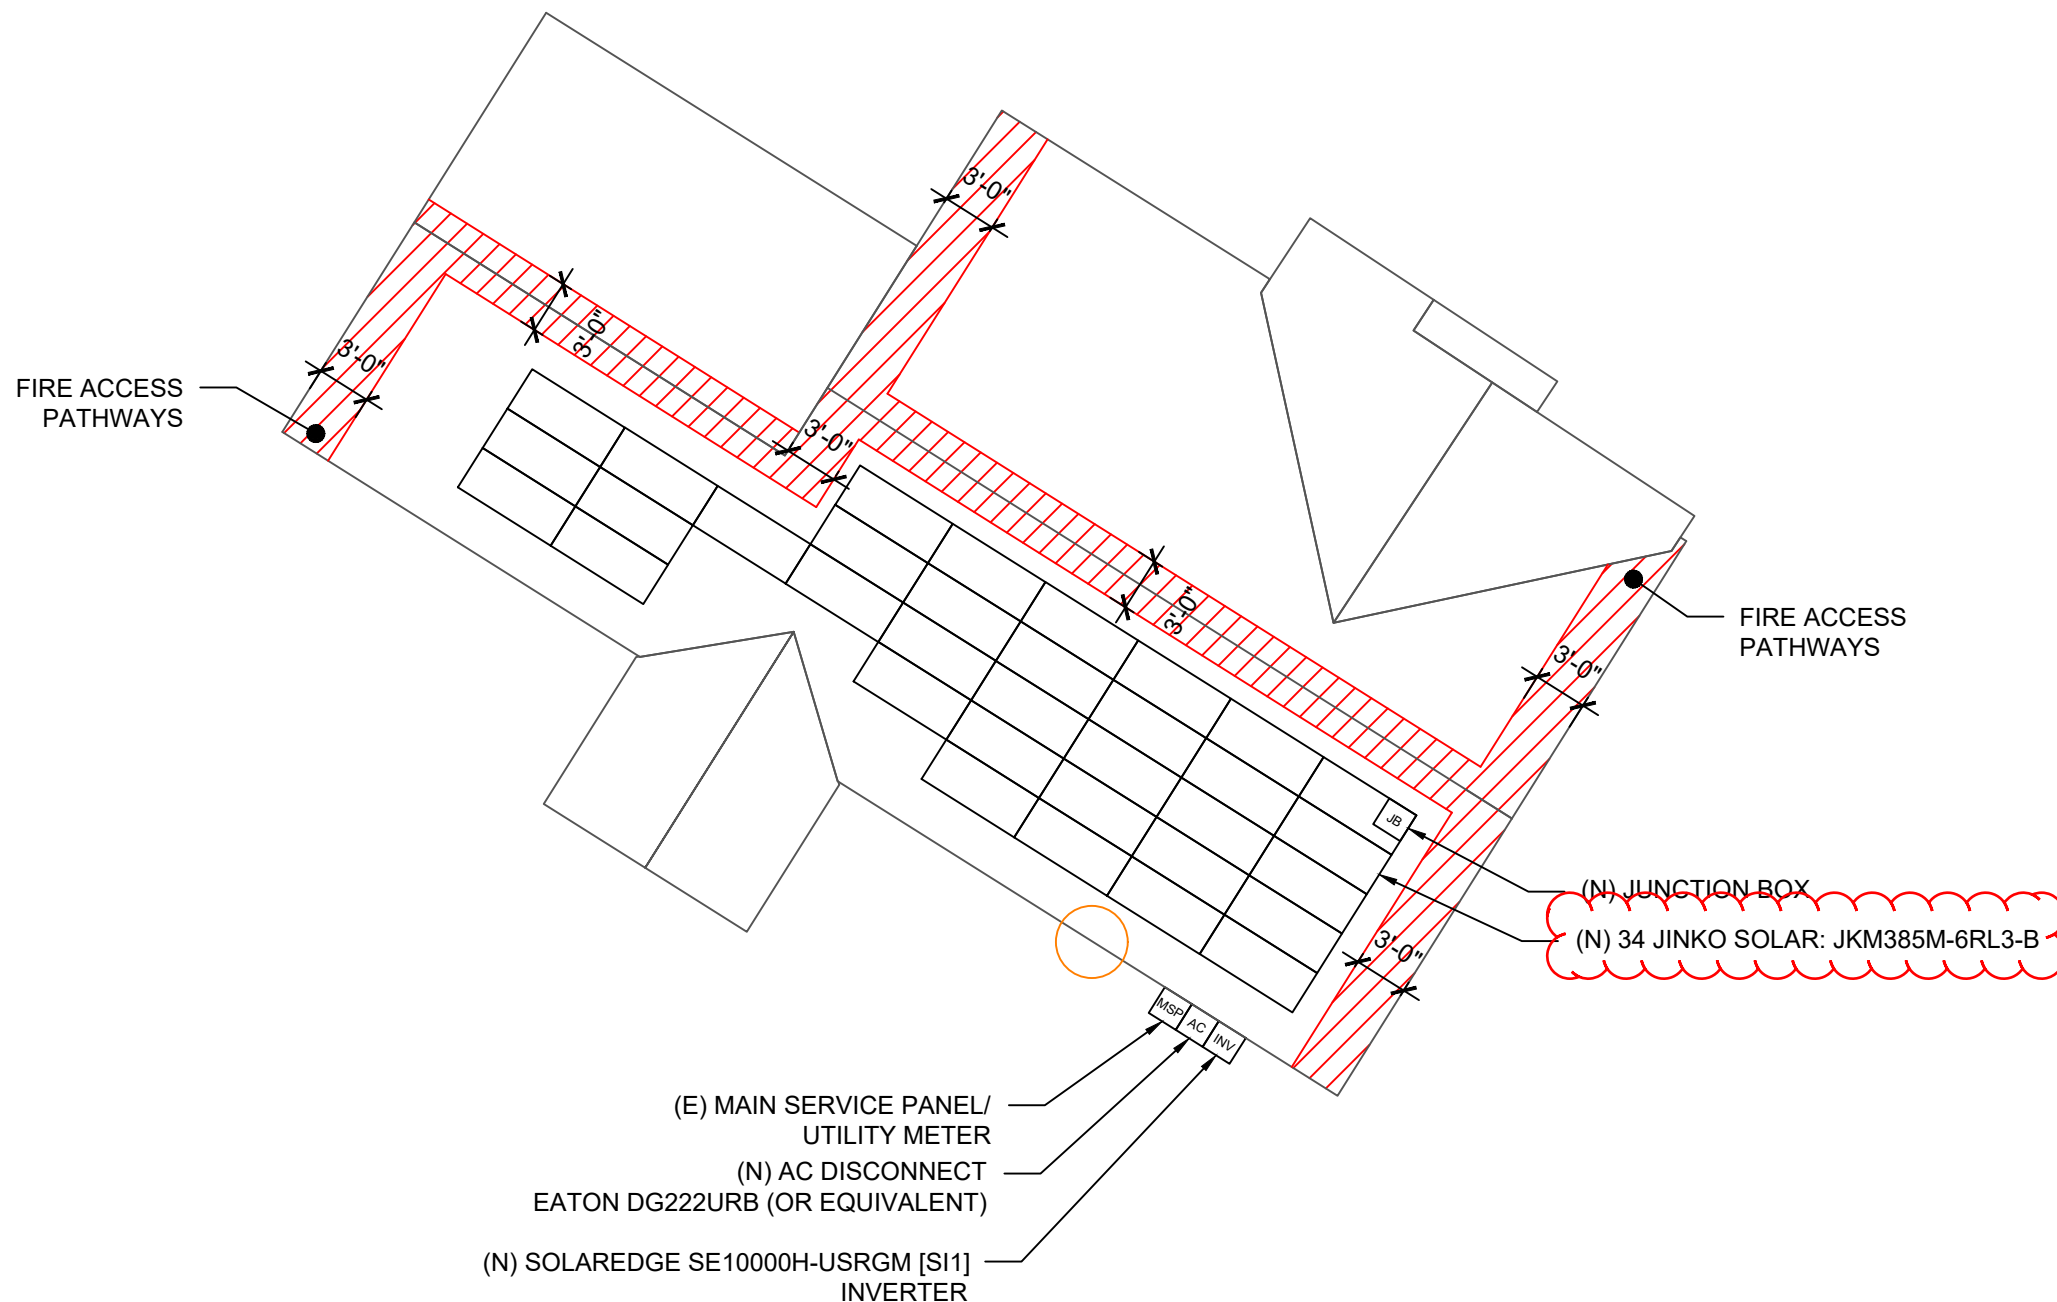 3'-0"
3'-0"
3'-0"
FIRE ACCESS
PATHWAYS
3'-0"
3'-0"
FIRE ACCESS
PATHWAYS
3'-0"
JB
(N) JUNCTION BOX
(N) 34 JINKO SOLAR: JKM385M-6RL3-B
3'-0"
MSP
AC
INV
(E) MAIN SERVICE PANEL/
UTILITY METER
(N) AC DISCONNECT
EATON DG222URB (OR EQUIVALENT)
(N) SOLAREDGE SE10000H-USRGM [SI1]
INVERTER